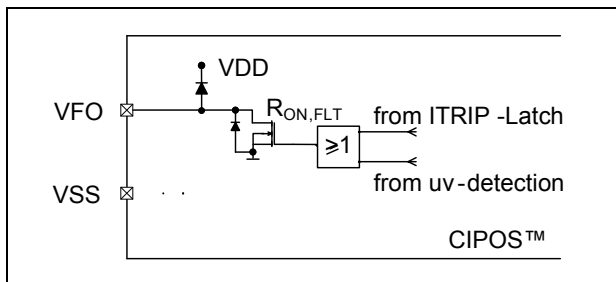 VDD
VFO
RON,FLT
from ITRIP -Latch
≥1
from uv-detection
VSS
CIPOS™